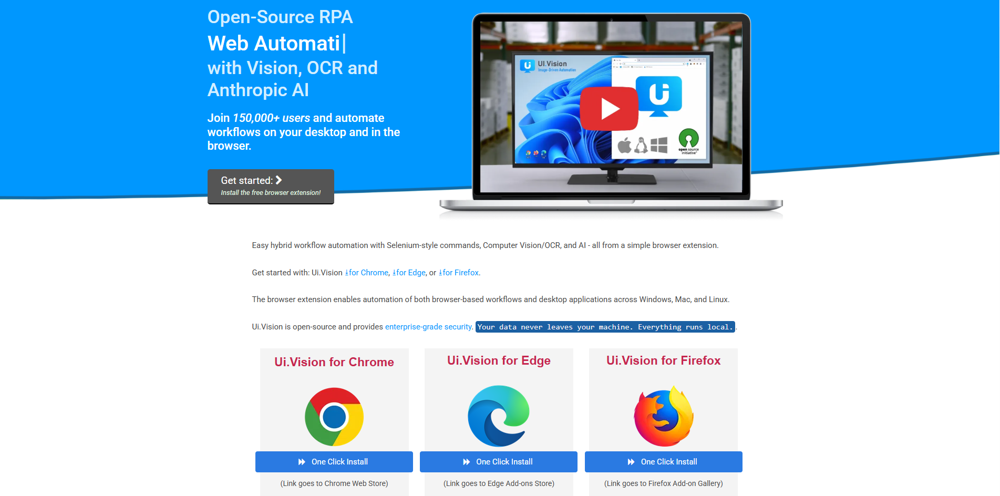 Open-Source RPA
Web Automati
with Vision, OCR and
Anthropic AI
Join 150,000+ users and automate
workflows on your desktop and in the
browser.
Get started:
Install the free browser extension!
UI.Vision
Image-Driven Automation
open source
initiative
Easy hybrid workflow automation with Selenium-style commands, Computer Vision/OCR, and AI - all from a simple browser extension.
Get started with: Ui.Vision ⤓for Chrome, ⤓for Edge, or ⤓for Firefox.
The browser extension enables automation of both browser-based workflows and desktop applications across Windows, Mac, and Linux.
Ui.Vision is open-source and provides enterprise-grade security. Your data never leaves your machine. Everything runs local..
Ui.Vision for Chrome
Ui.Vision for Edge
Ui.Vision for Firefox
One Click Install
One Click Install
One Click Install
(Link goes to Chrome Web Store)
(Link goes to Edge Add-ons Store)
(Link goes to Firefox Add-on Gallery)